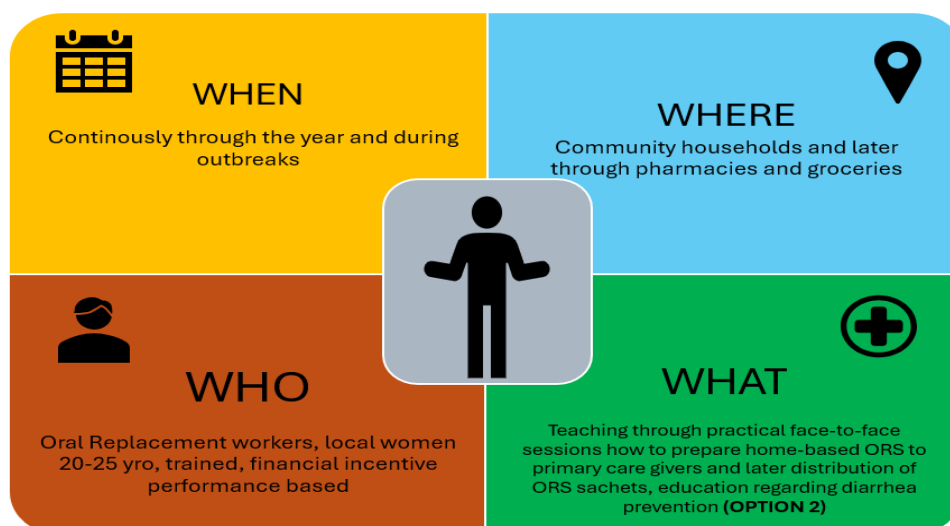 WHEN
Continously through the year and during
outbreaks
WHERE
Community households and later
through pharmacies and groceries
WHO
Oral Replacement workers, local women
20-25 yro, trained, financial incentive
performance based
WHAT
Teaching through practical face-to-face
sessions how to prepare home-based ORS to
primary care givers and later distribution of
ORS sachets, education regarding diarrhea
prevention (OPTION 2)